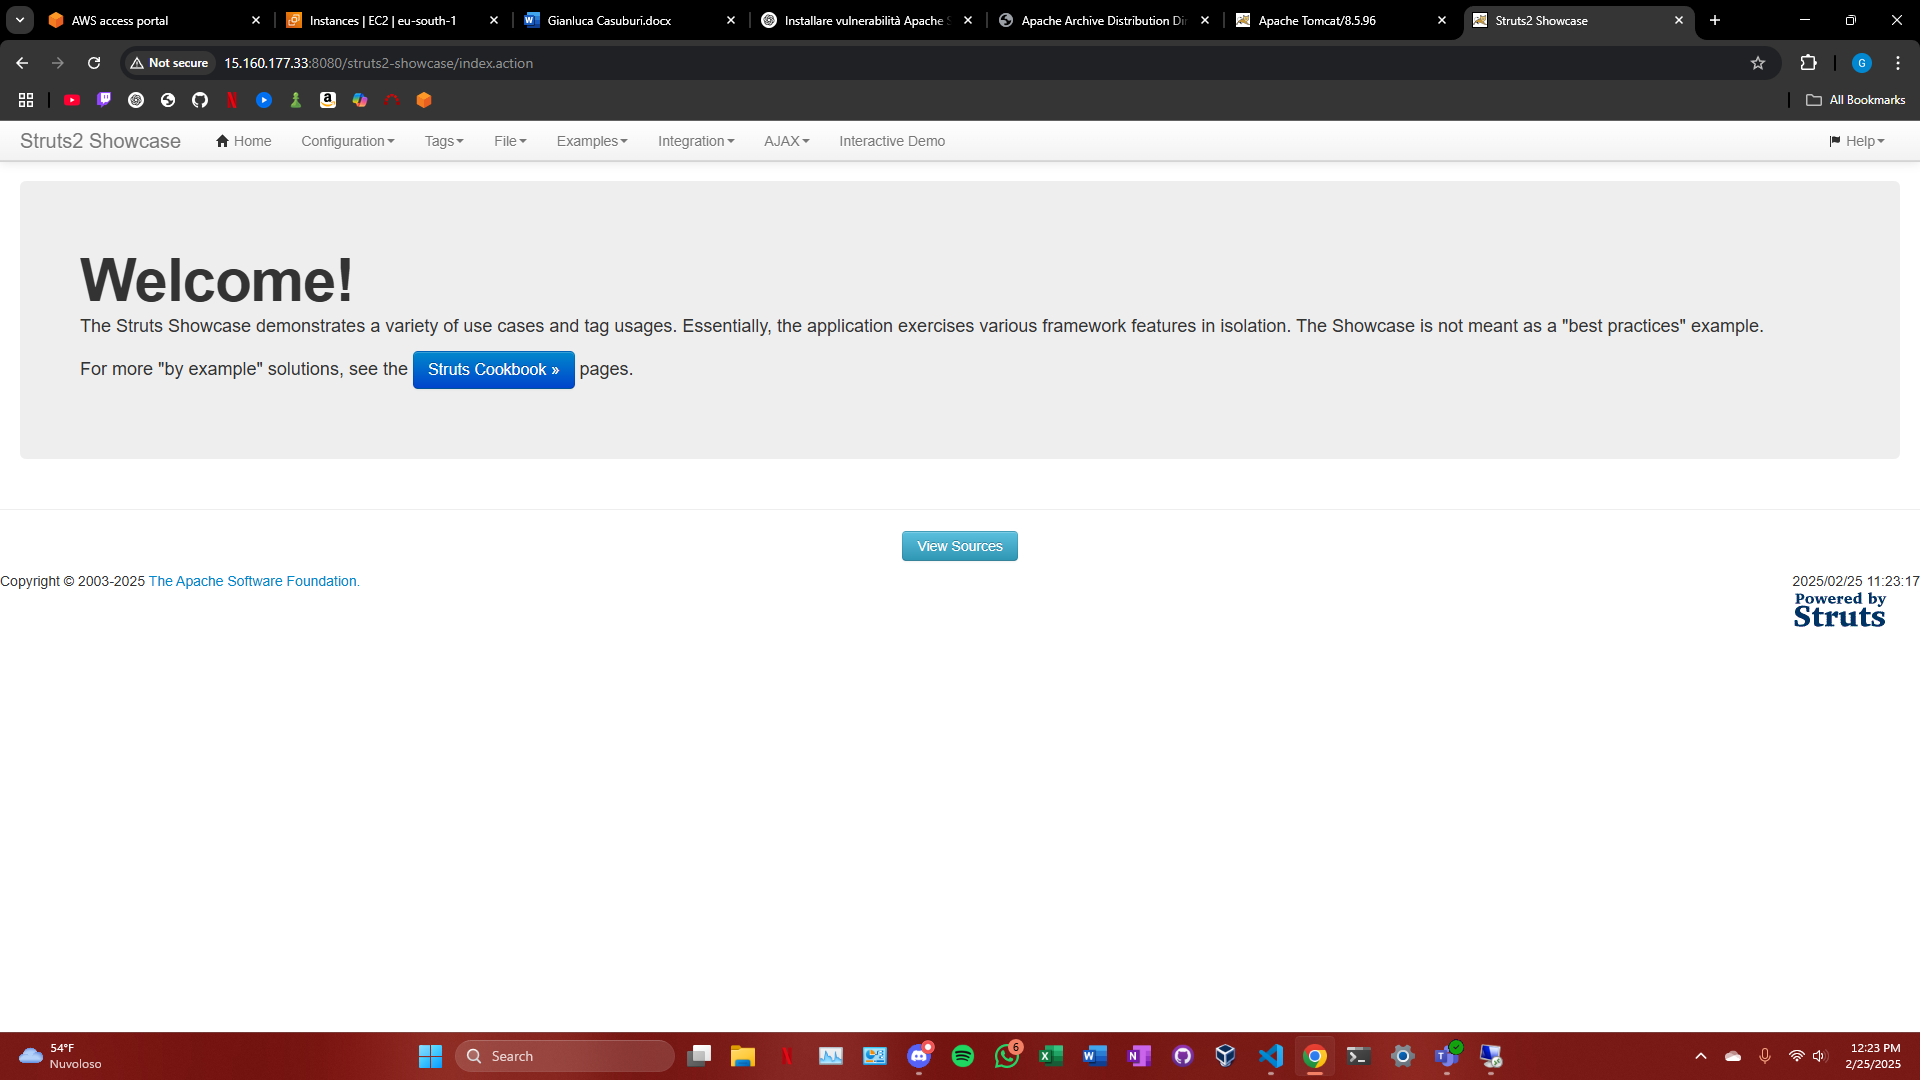 AWS access portal
Instances | EC2 | eu-south-1
Gianluca Casuburi.docx
Installare vulnerabilità Apache S
Apache Archive Distribution Dir
Apache Tomcat/8.5.96
Struts2 Showcase
Not secure
15.160.177.33:8080/struts2-showcase/index.action
G
All Bookmarks
Struts2 Showcase
Home
Configuration
Tags
File
Examples
Integration
AJAX
Interactive Demo
Help
Welcome!
The Struts Showcase demonstrates a variety of use cases and tag usages. Essentially, the application exercises various framework features in isolation. The Showcase is not meant as a "best practices" example.
For more "by example" solutions, see the Struts Cookbook » pages.
View Sources
Copyright © 2003-2025 The Apache Software Foundation.
2025/02/25 11:23:17
Powered by
Struts
54°F
Nuvoloso
Search
6
12:23 PM
2/25/2025